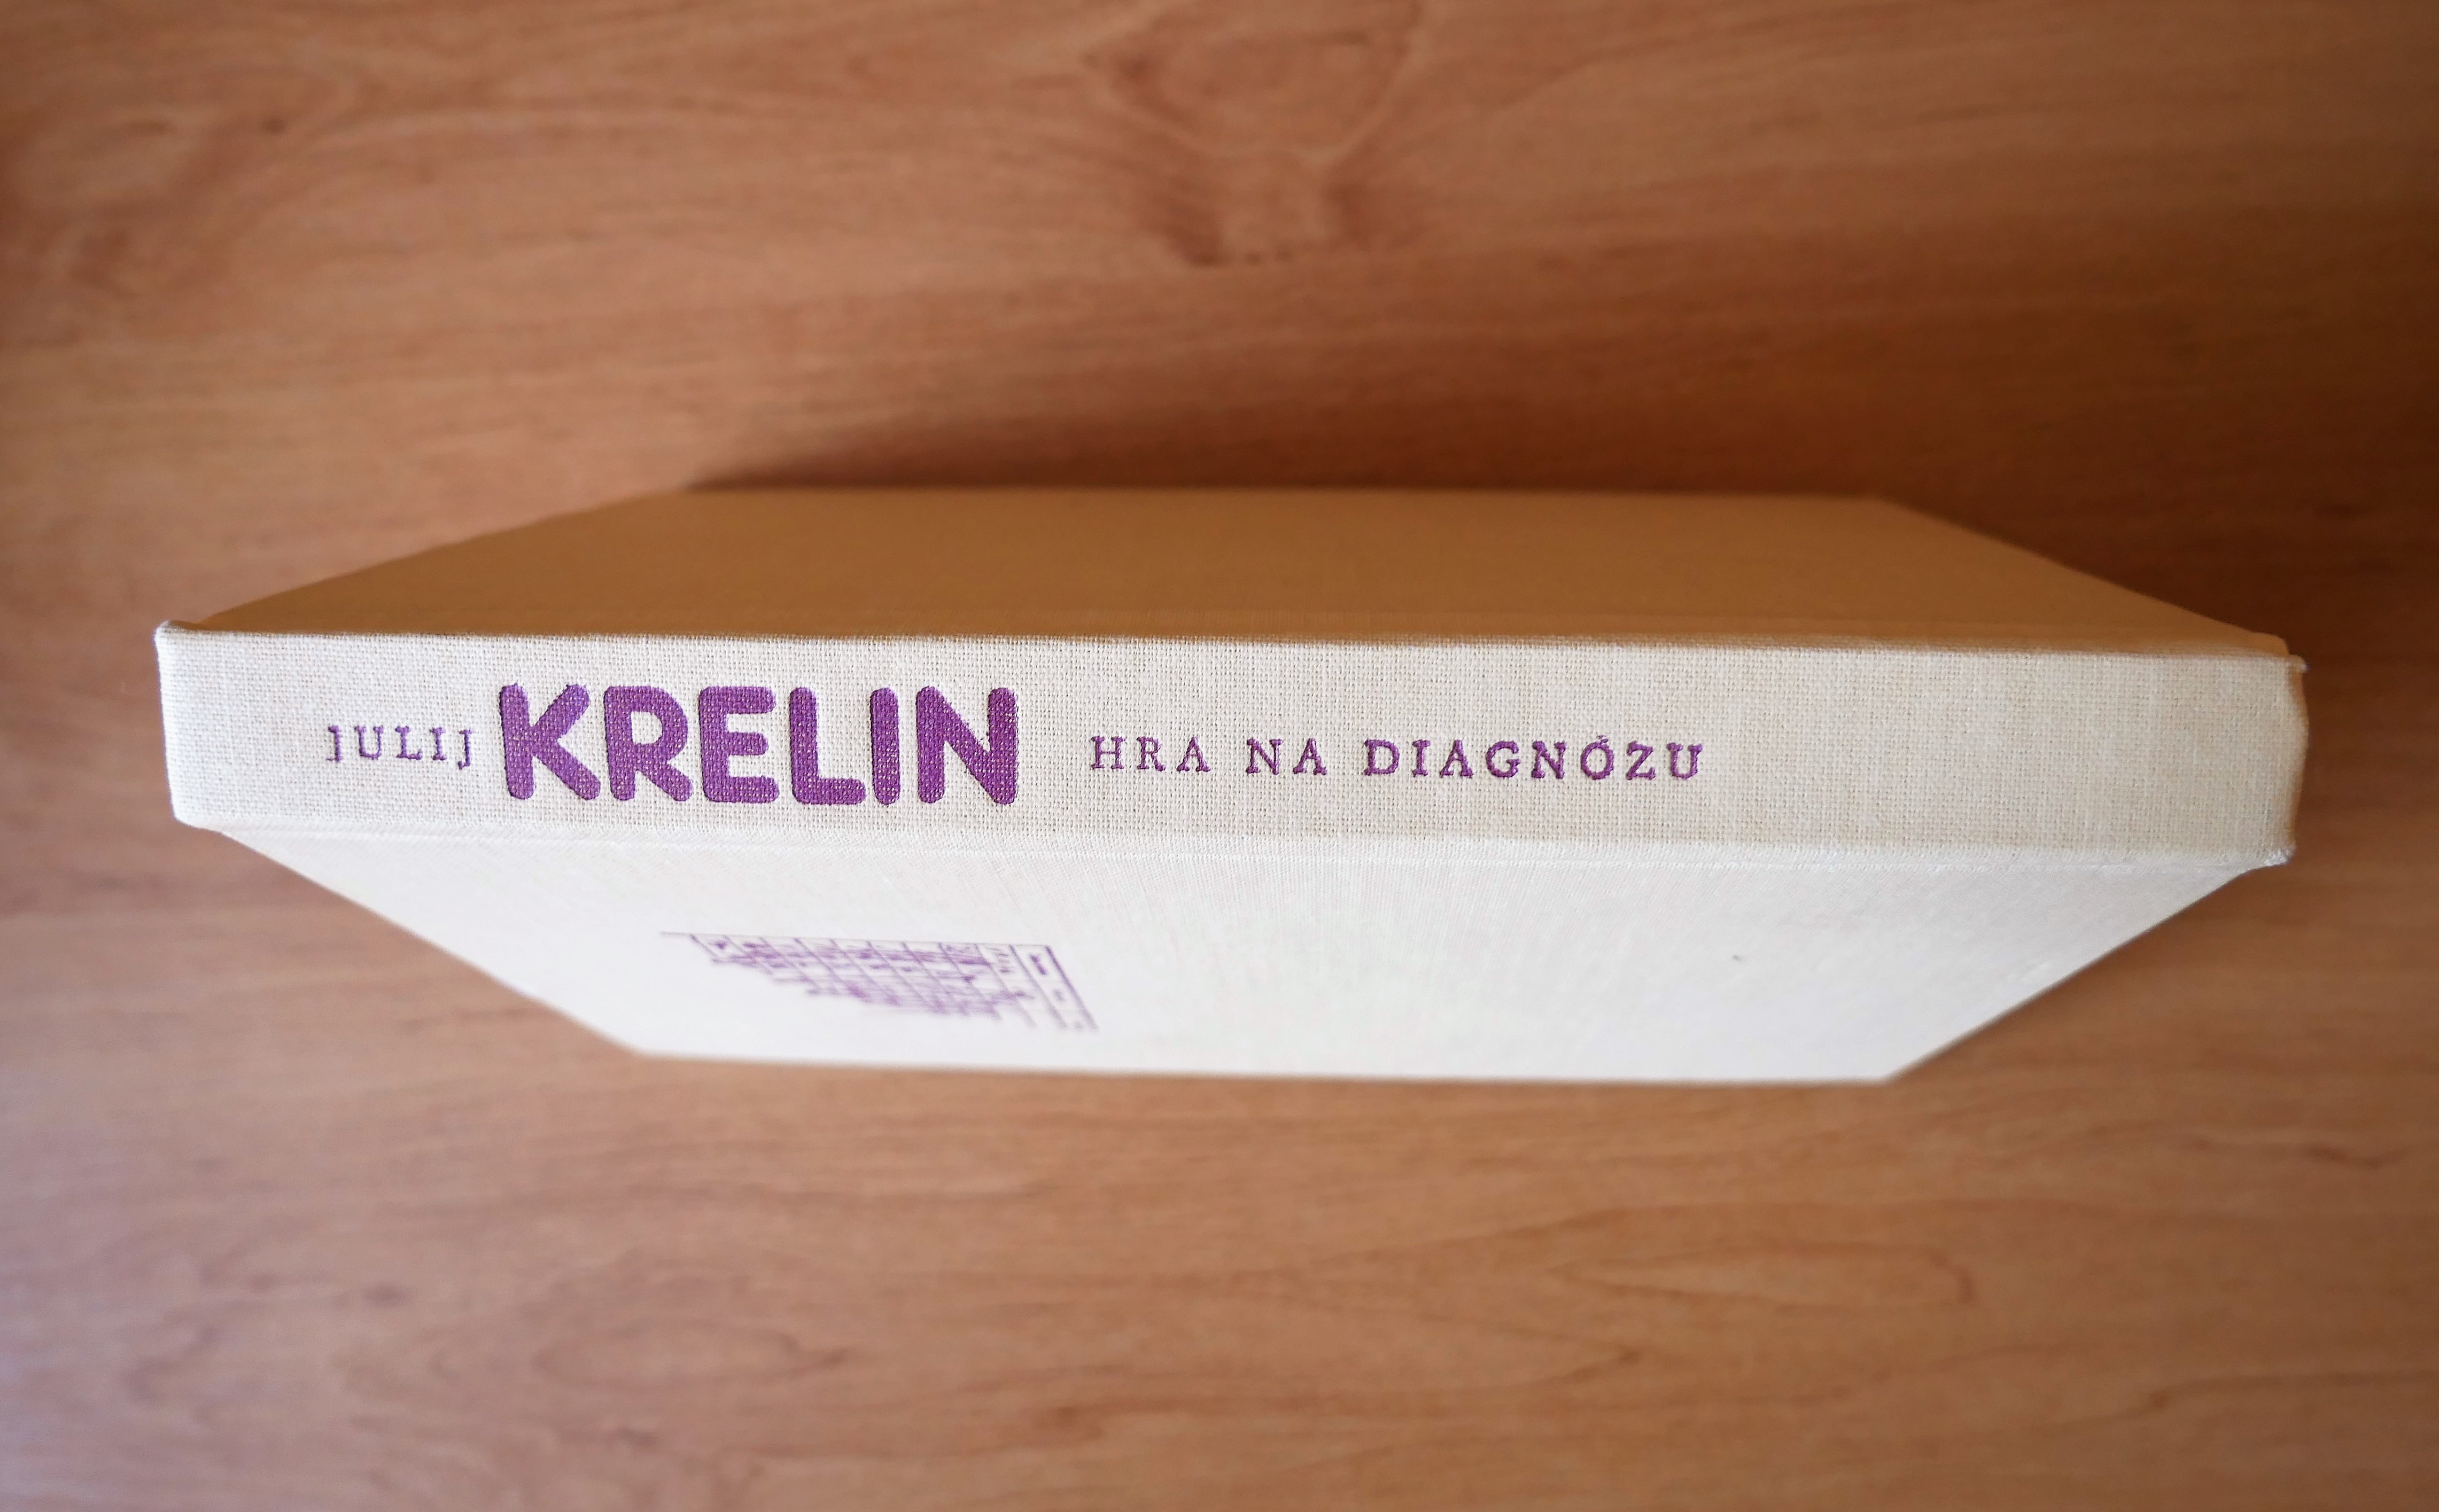 JULIJ KRELIN HRA NA DIAGNÓZU